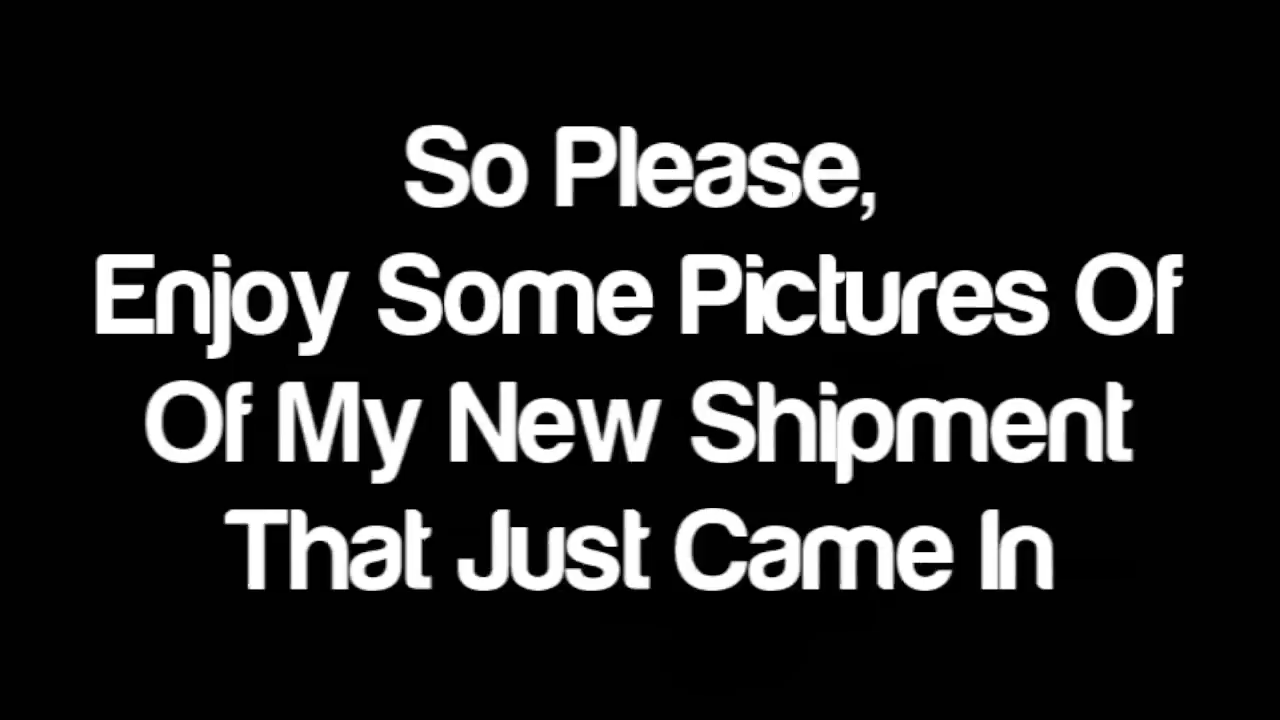 So Please,
Enjoy Some Pictures Of
Of My New Shipment
That Just Came In